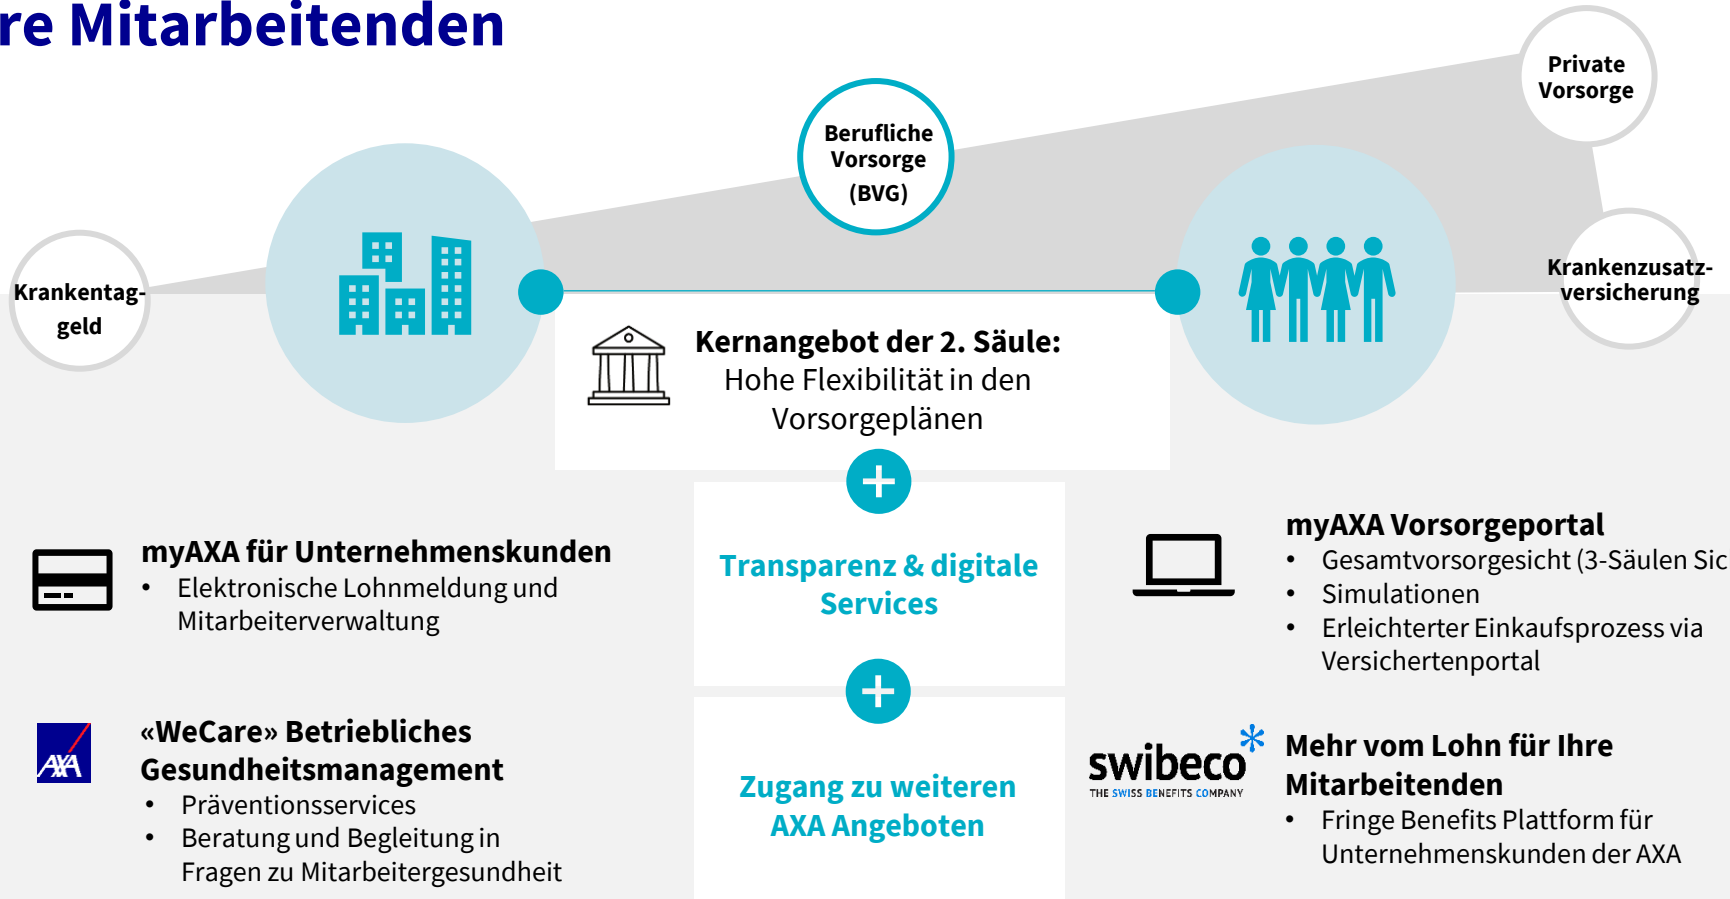 re Mitarbeitenden
Private
Vorsorge
Berufliche
Vorsorge
(BVG)
Krankentag-
geld
Krankenzusatz-
versicherung
Kernangebot der 2. Säule:
Hohe Flexibilität in den
Vorsorgeplänen
+
Transparenz & digitale
Services
+
Zugang zu weiteren
AXA Angeboten
myAXA für Unternehmenskunden
• Elektronische Lohnmeldung und
Mitarbeiterverwaltung
AXA
«WeCare» Betriebliches
Gesundheitsmanagement
• Präventionsservices
• Beratung und Begleitung in
Fragen zu Mitarbeitergesundheit
myAXA Vorsorgeportal
• Gesamtvorsorgesicht (3-Säulen Sic
• Simulationen
• Erleichterter Einkaufsprozess via
Versichertenportal
swibeco*
THE SWISS BENEFITS COMPANY
Mehr vom Lohn für Ihre
Mitarbeitenden
• Fringe Benefits Plattform für
Unternehmenskunden der AXA